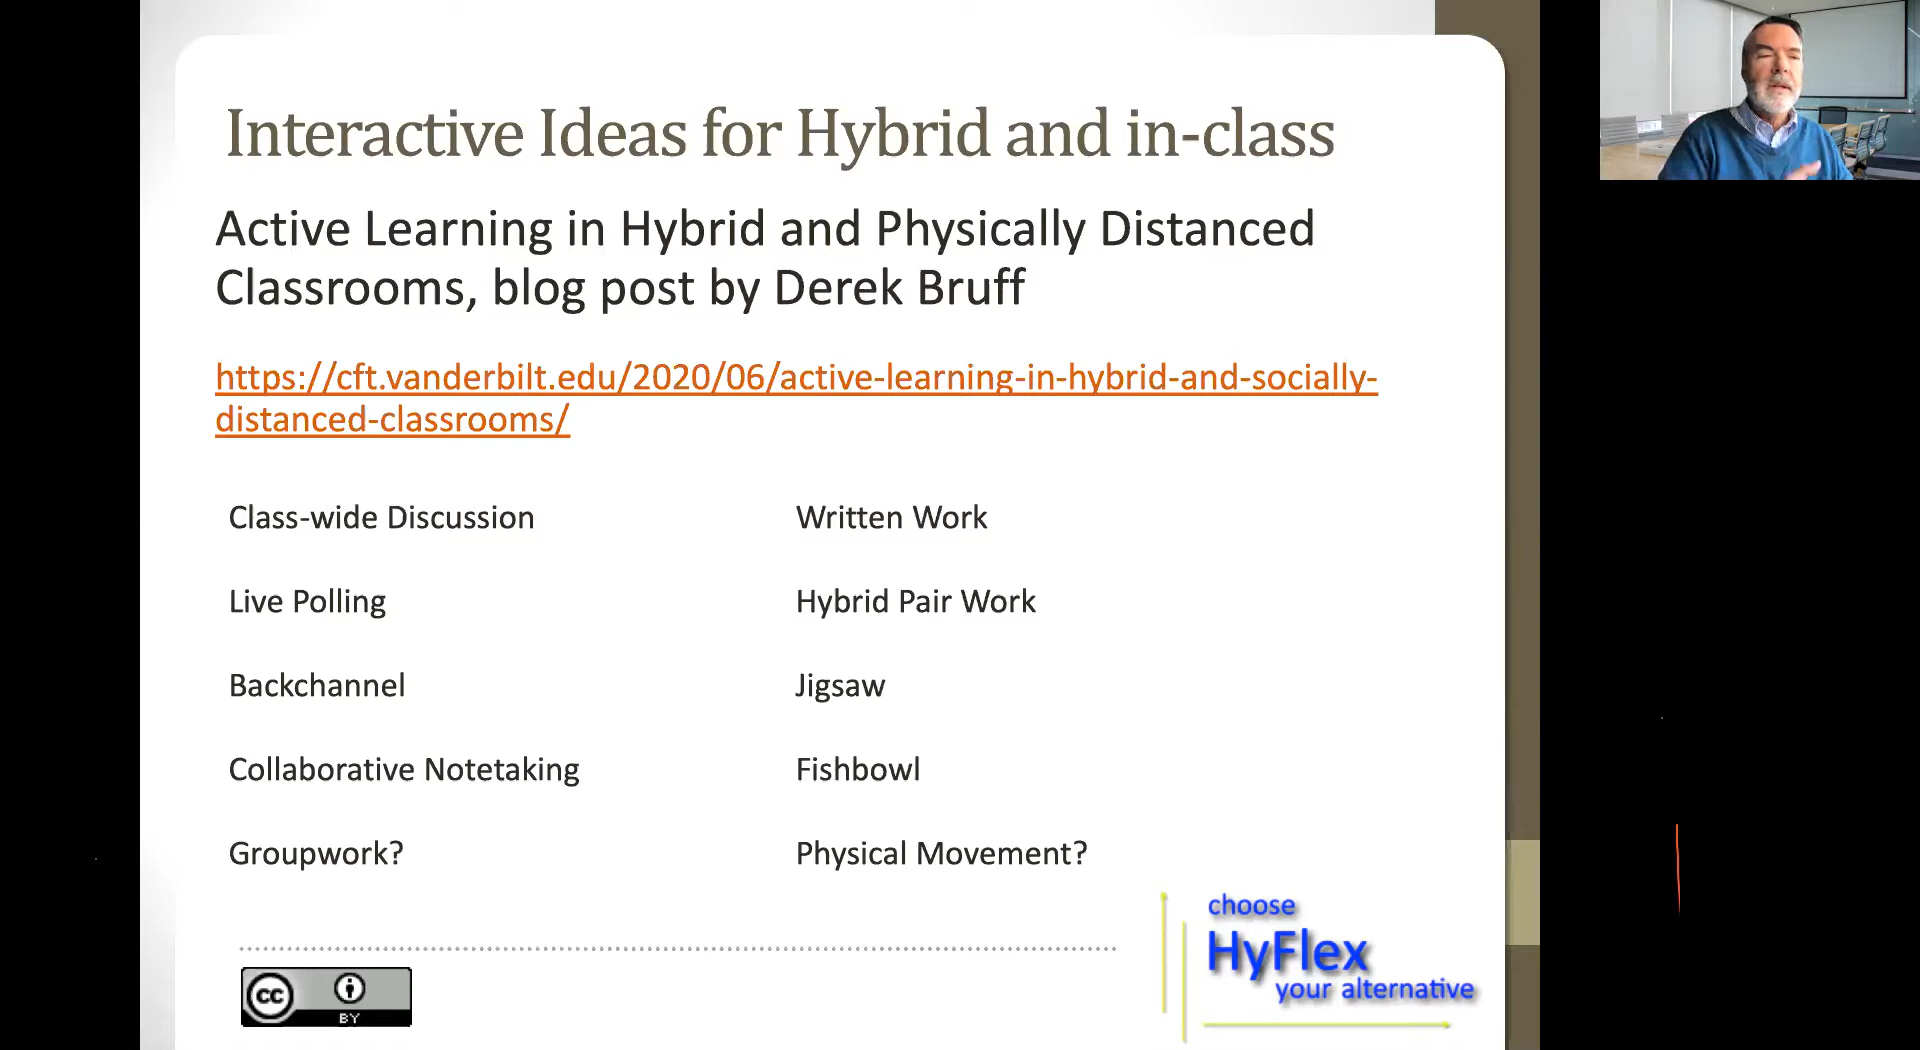 Interactive Ideas for Hybrid and in-class
Active Learning in Hybrid and Physically Distanced
Classrooms, blog post by Derek Bruff
https://cft.vanderbilt.edu/2020/06/active-learning-in-hybrid-and-socially-
distanced-classrooms/
Class-wide Discussion
Live Polling
Backchannel
Collaborative Notetaking
Groupwork?
Written Work
Hybrid Pair Work
Jigsaw
Fishbowl
Physical Movement?
cc
BY
choose
HyFlex
your alternative